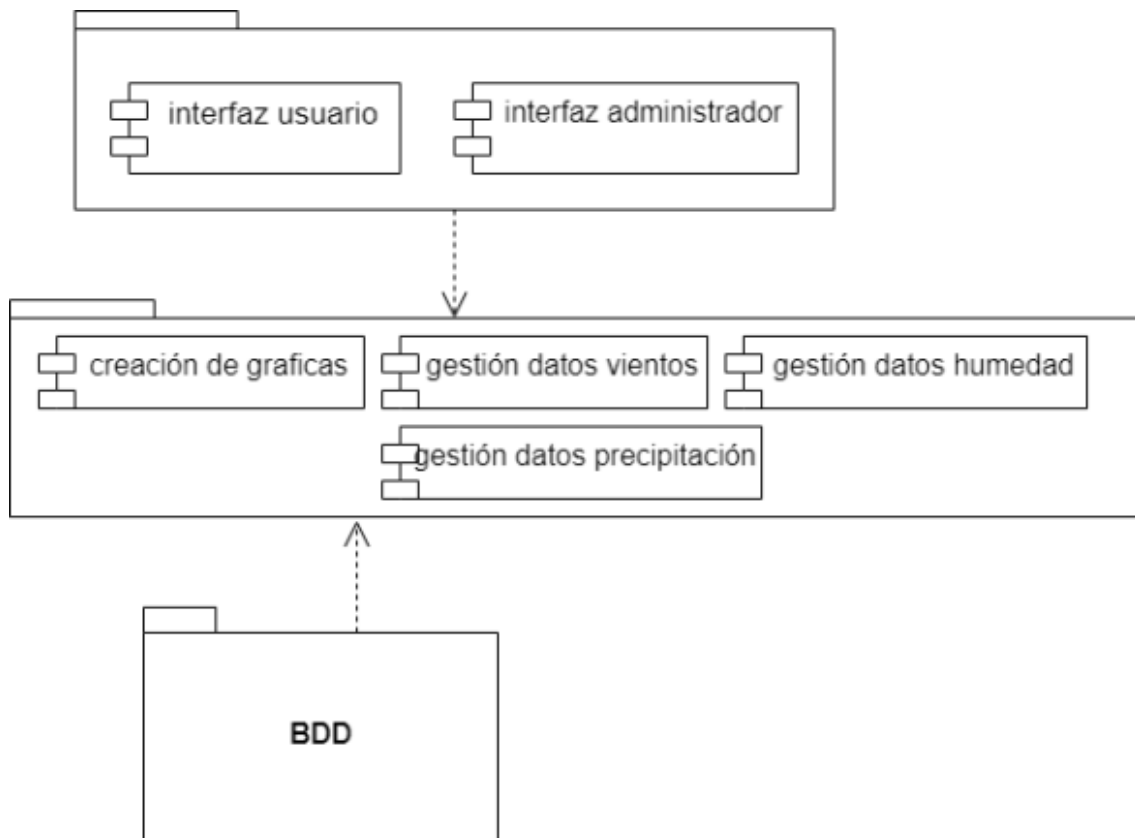 interfaz usuario
interfaz administrador
creación de graficas
gestión datos vientos
gestión datos humedad
gestión datos precipitación
BDD